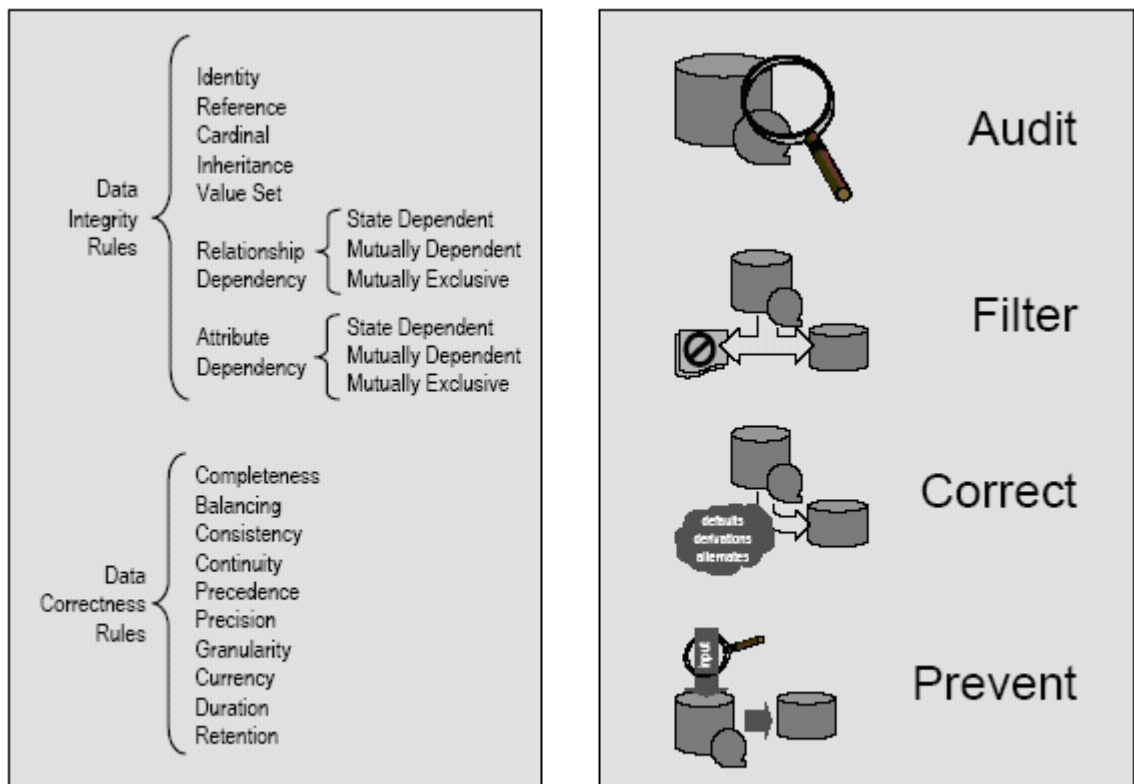 Data
Integrity
Rules
Identity
Reference
Cardinal
Inheritance
Value Set
Relationship
Dependency
State Dependent
Mutually Dependent
Mutually Exclusive
Attribute
Dependency
State Dependent
Mutually Dependent
Mutually Exclusive
Data
Correctness
Rules
Completeness
Balancing
Consistency
Continuity
Precedence
Precision
Granularity
Currency
Duration
Retention
Audit
Filter
Correct
defaults
derivations
alternates
Prevent
input